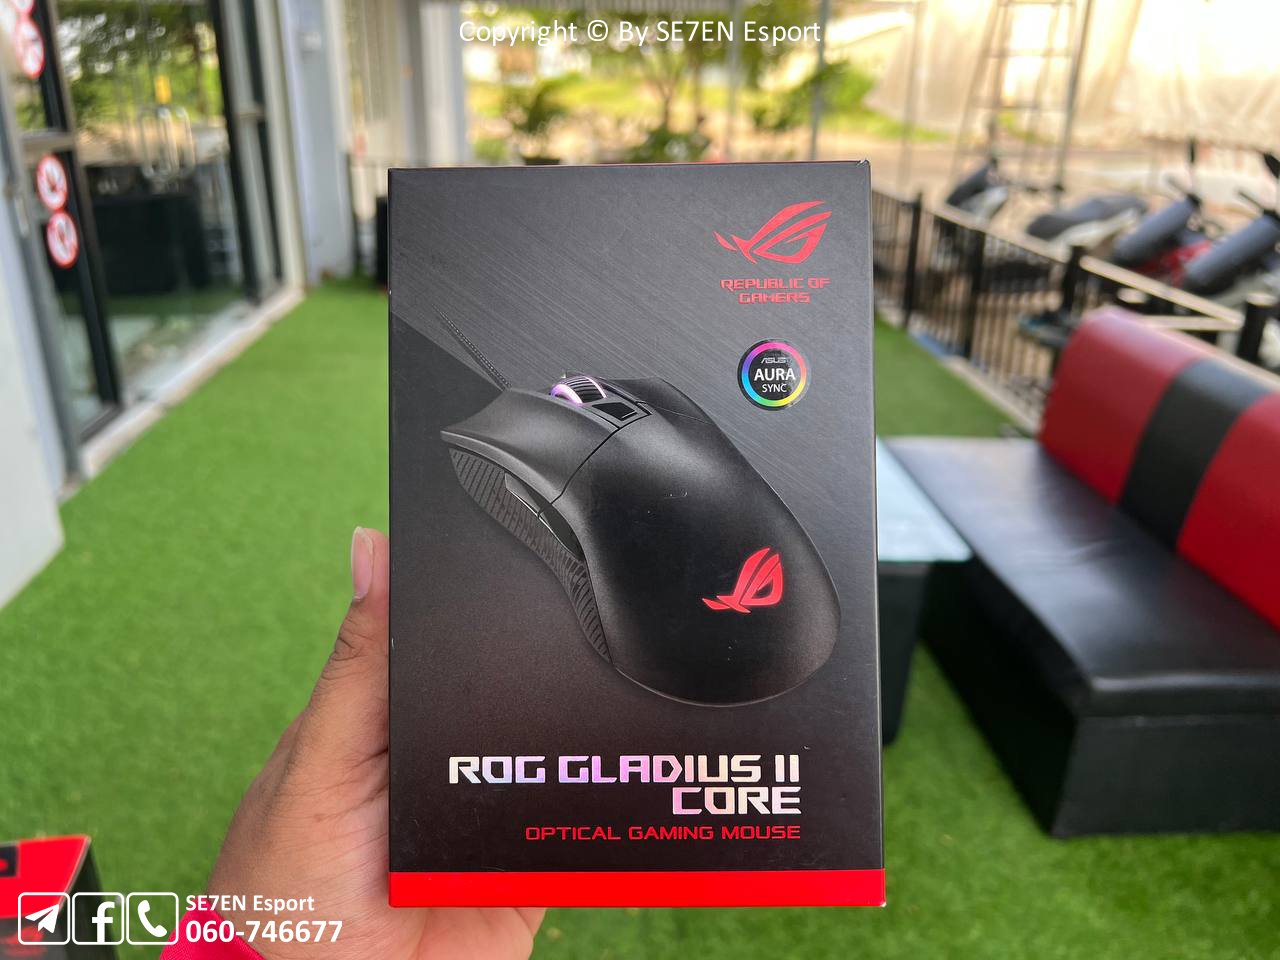 Copyright © By SE7EN Esport
REPUBLIC OF
GAMERS
ASUS
AURA
SYNC
ROG GLADIUS II
CORE
OPTICAL GAMING MOUSE
SE7EN Esport
060-746677